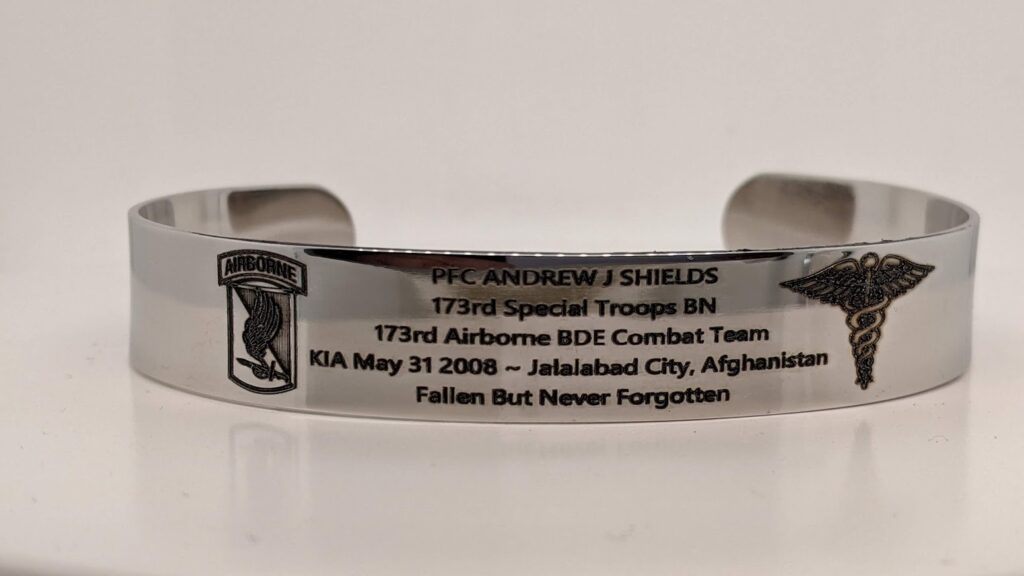 AIRBORNE
PFC ANDREW J SHIELDS
173rd Special Troops BN
173rd Airborne BDE Combat Team
KIA May 31 2008 ~ Jalalabad City, Afghanistan
Fallen But Never Forgotten